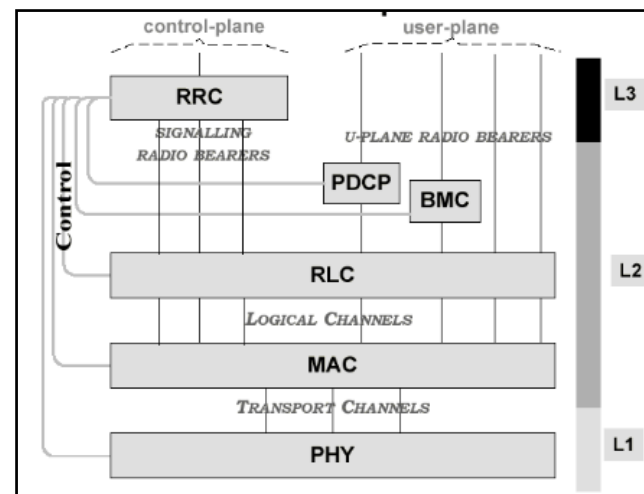 control-plane
user-plane
RRC
L3
SIGNALLING
RADIO BEARERS
U-PLANE RADIO BEARERS
PDCP
BMC
Control
RLC
L2
LOGICAL CHANNELS
MAC
TRANSPORT CHANNELS
PHY
L1